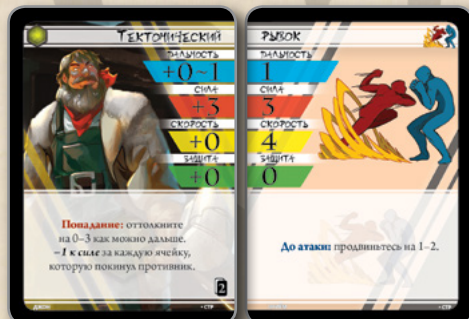 Тектонический
Дальность
+0~1
Сила
+3
Скорость
+0
Защита
+0
Попадание: оттолкните
на 0–3 как можно дальше.
–1 к силе за каждую ячейку,
которую покинул противник.
2
• СТР
Рывок
Дальность
1
Сила
3
Скорость
4
Защита
0
До атаки: продвиньтесь на 1–2.
• СТР